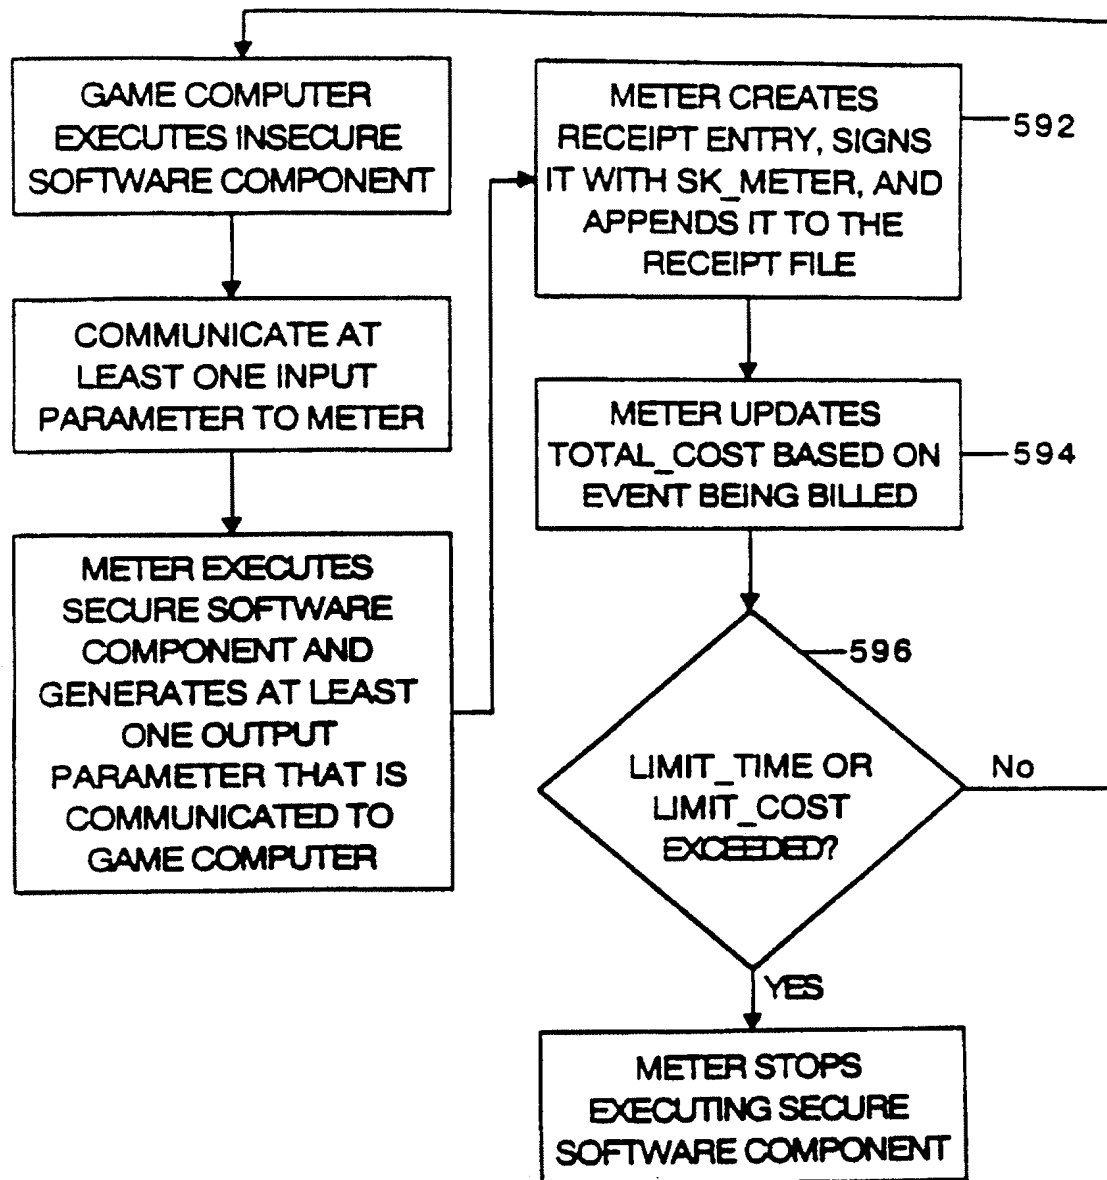 GAME COMPUTER
EXECUTES INSECURE
SOFTWARE COMPONENT
COMMUNICATE AT
LEAST ONE INPUT
PARAMETER TO METER
METER EXECUTES
SECURE SOFTWARE
COMPONENT AND
GENERATES AT LEAST
ONE OUTPUT
PARAMETER THAT IS
COMMUNICATED TO
GAME COMPUTER
METER CREATES
RECEIPT ENTRY, SIGNS
IT WITH SK_METER, AND
APPENDS IT TO THE
RECEIPT FILE
592
METER UPDATES
TOTAL_COST BASED ON
EVENT BEING BILLED
594
596
LIMIT_TIME OR
LIMIT_COST
EXCEEDED?
No
YES
METER STOPS
EXECUTING SECURE
SOFTWARE COMPONENT